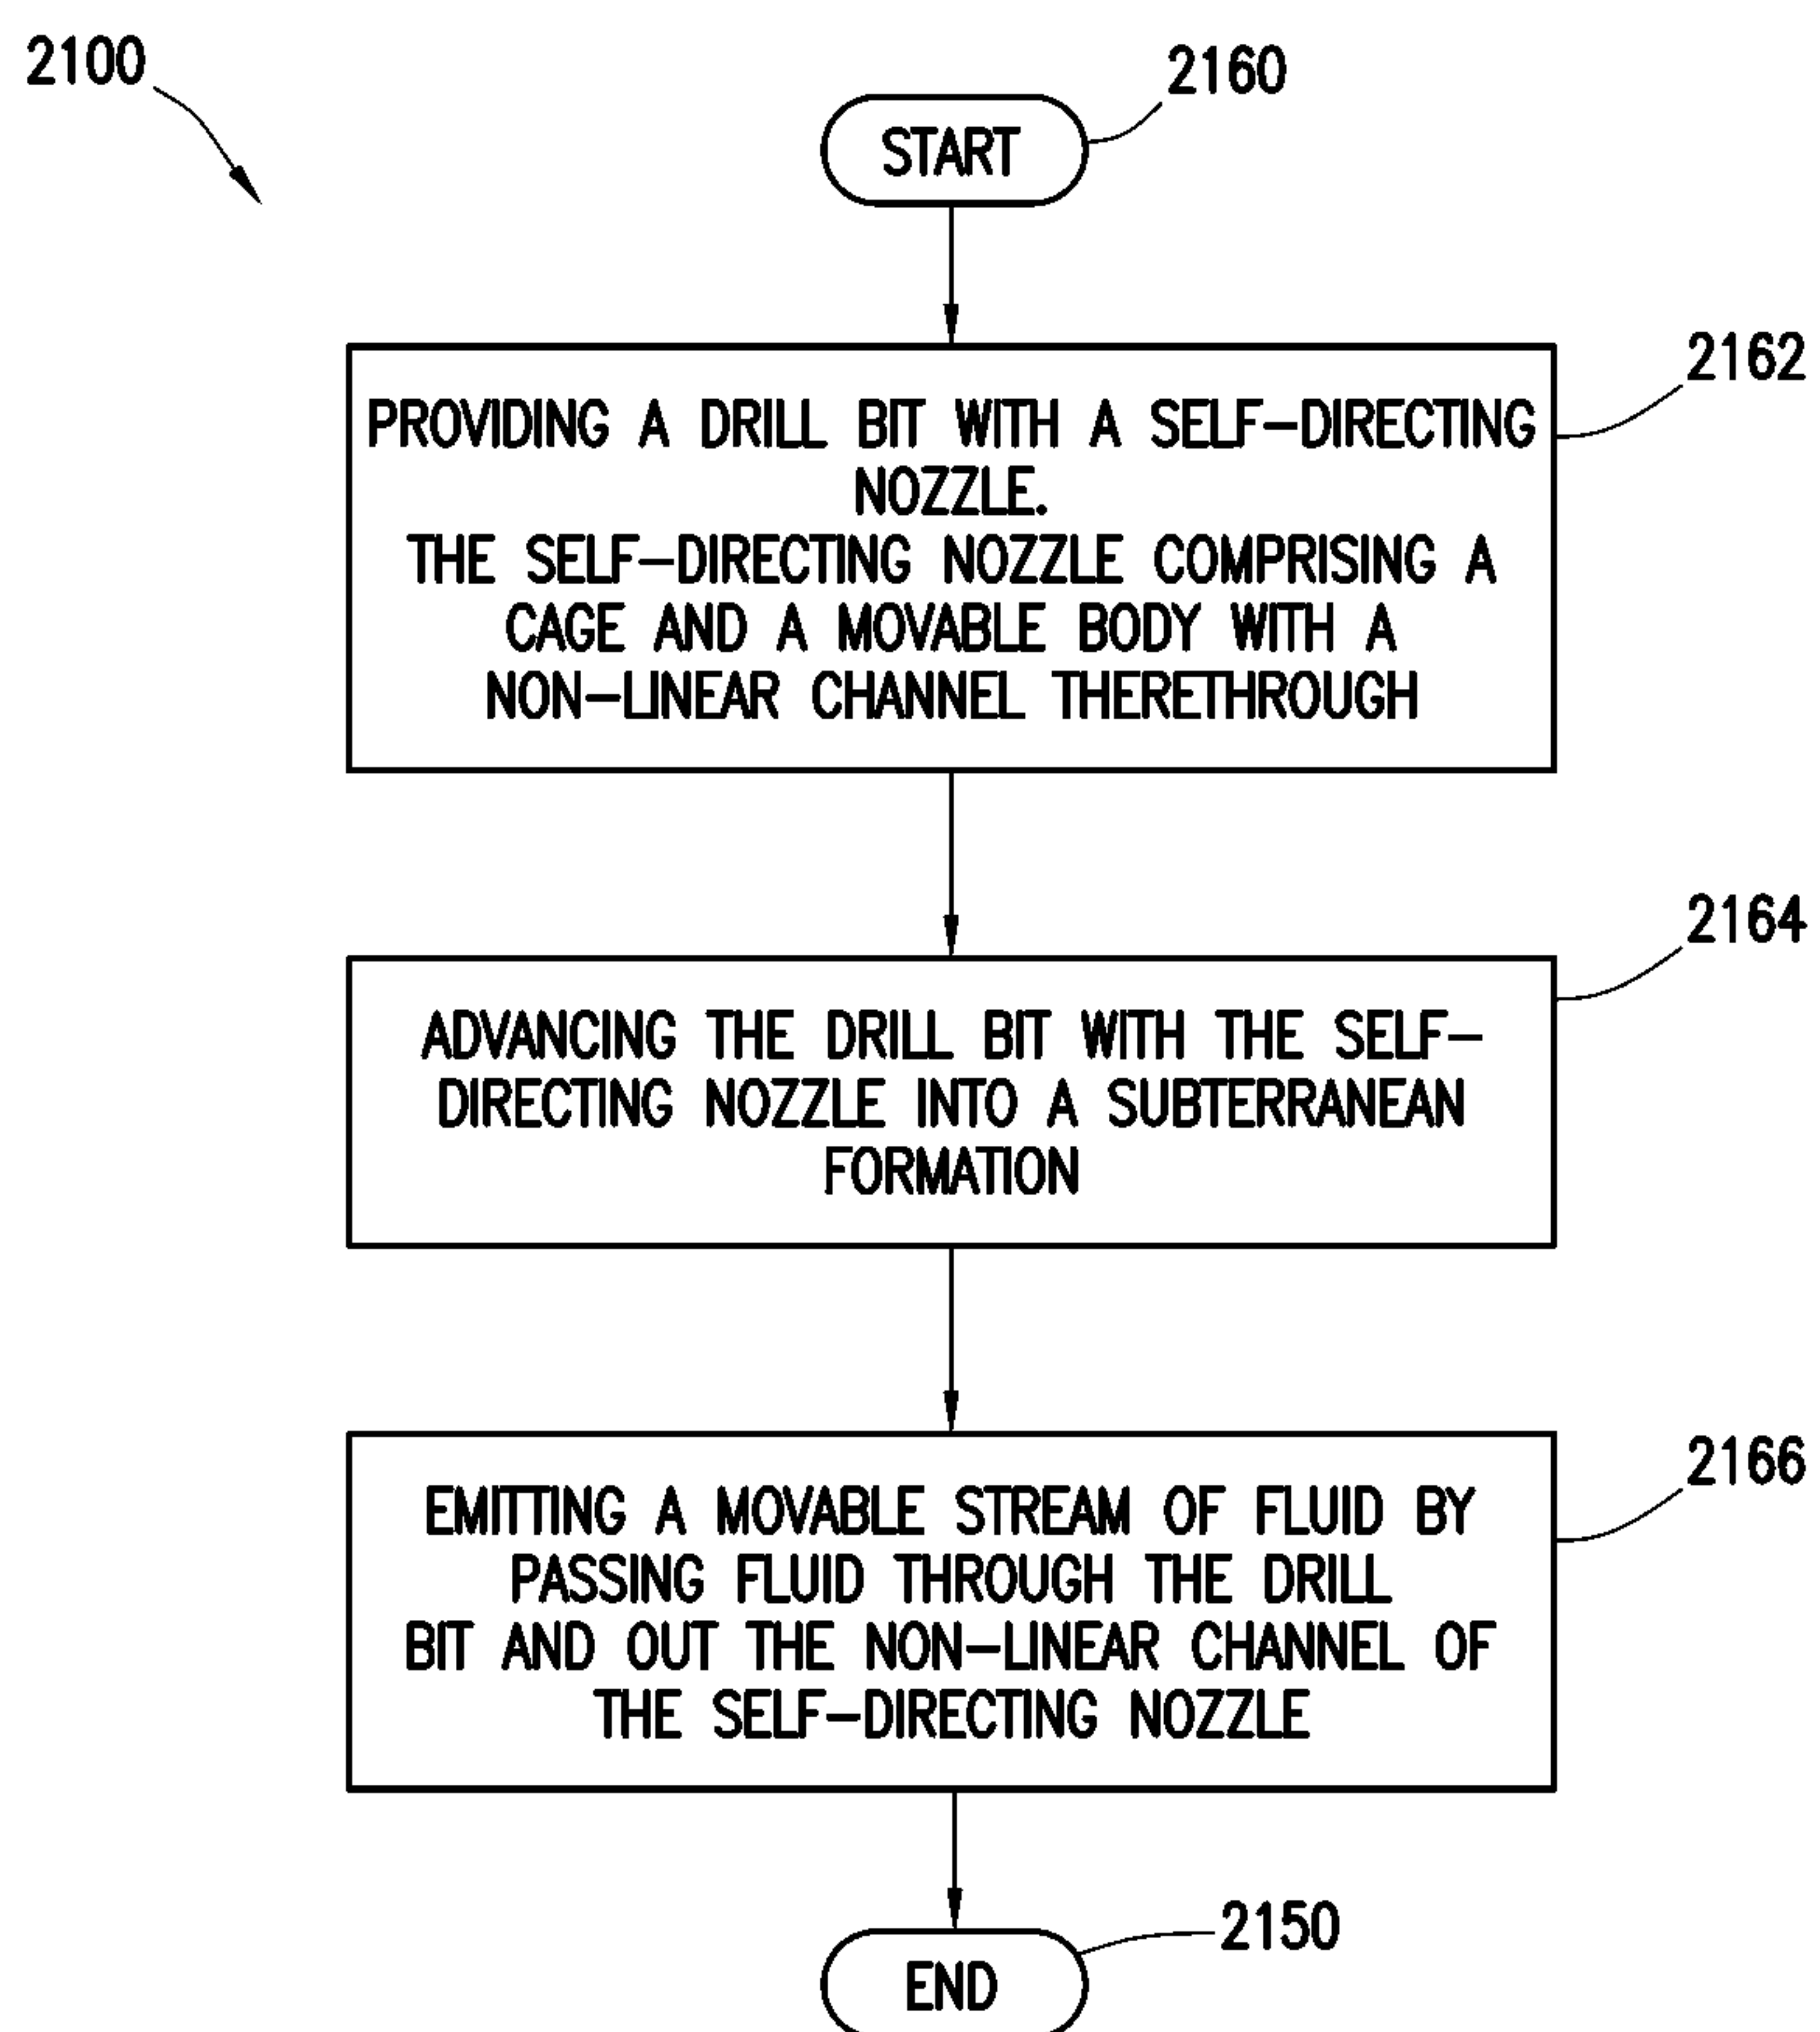 2100
2160
START
2162
PROVIDING A DRILL BIT WITH A SELF-DIRECTING
NOZZLE.
THE SELF-DIRECTING NOZZLE COMPRISING A
CAGE AND A MOVABLE BODY WITH A
NON-LINEAR CHANNEL THERETHROUGH
2164
ADVANCING THE DRILL BIT WITH THE SELF-
DIRECTING NOZZLE INTO A SUBTERRANEAN
FORMATION
2166
EMITTING A MOVABLE STREAM OF FLUID BY
PASSING FLUID THROUGH THE DRILL
BIT AND OUT THE NON-LINEAR CHANNEL OF
THE SELF-DIRECTING NOZZLE
2150
END